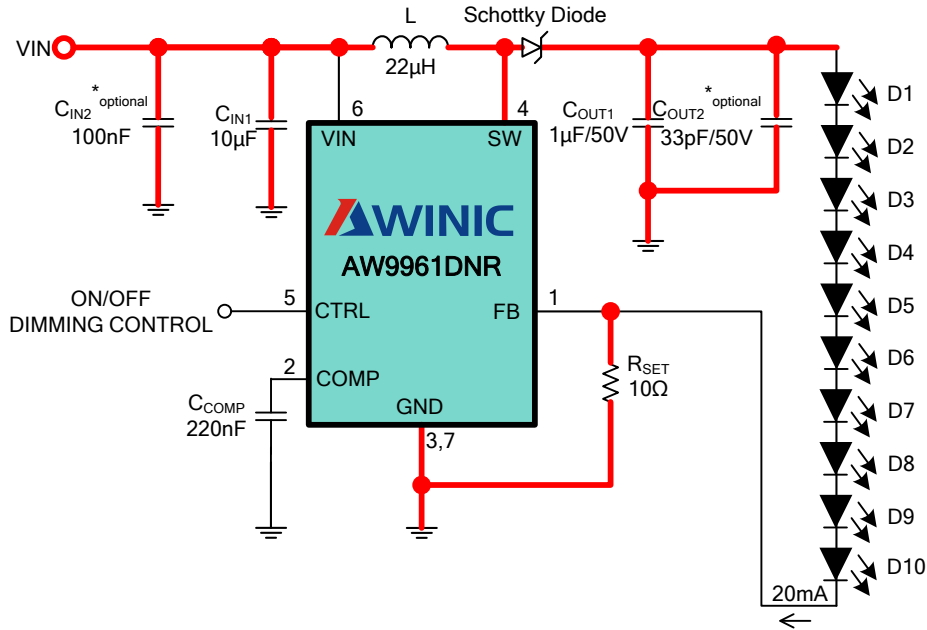 L
Schottky Diode
VIN
22µH
CIN2
*optional
100nF
CIN1
10µF
6
4
COUT1
1µF/50V
COUT2
*optional
33pF/50V
VIN
SW
AWINIC
AW9961DNR
ON/OFF
DIMMING CONTROL
5
CTRL
FB
1
2
COMP
CCOMP
220nF
GND
3,7
RSET
10Ω
D1
D2
D3
D4
D5
D6
D7
D8
D9
D10
20mA